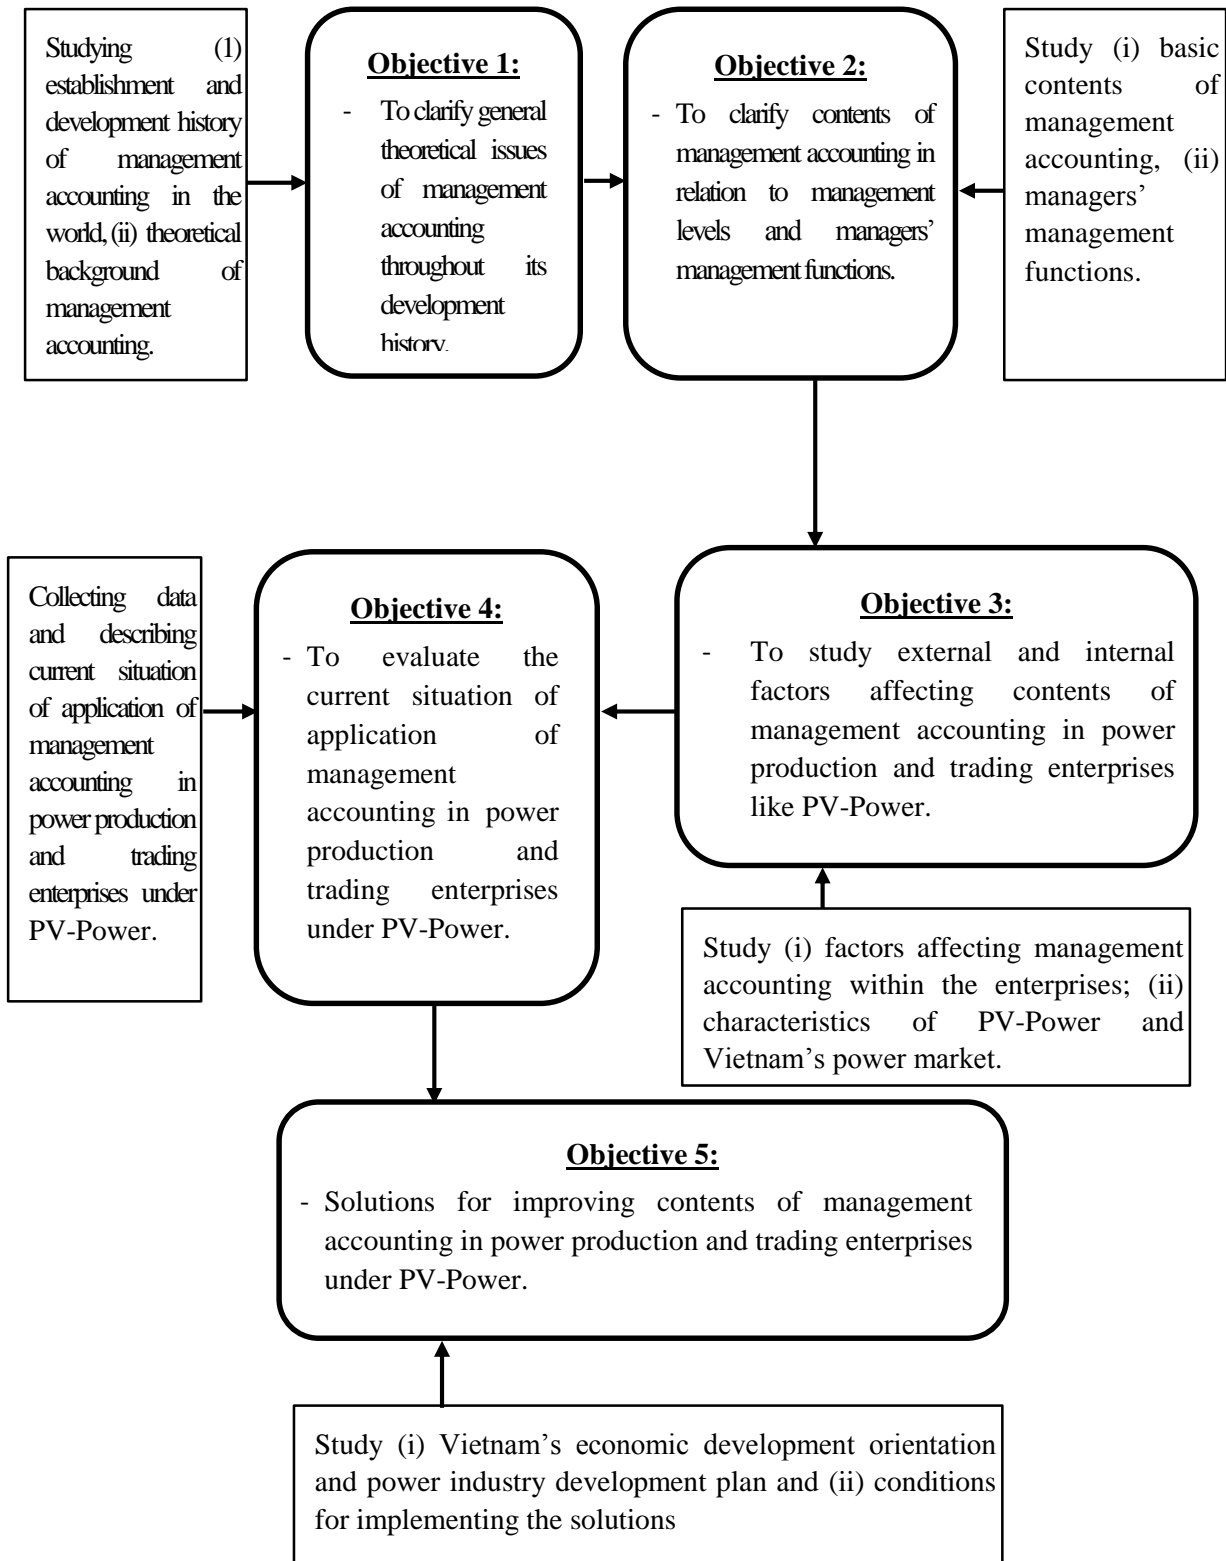 Studying (1)
establishment and
development history
of management
accounting in the
world, (ii) theoretical
background of
management
accounting.
Objective 1:
- To clarify general
theoretical issues
of management
accounting
throughout its
development
history.
Objective 2:
- To clarify contents of
management accounting in
relation to management
levels and managers’
management functions.
Study (i) basic
contents of
management
accounting, (ii)
managers’
management
functions.
Collecting data
and describing
current situation
of application of
management
accounting in
power production
and trading
enterprises under
PV-Power.
Objective 4:
- To evaluate the
current situation of
application of
management
accounting in power
production and
trading enterprises
under PV-Power.
Objective 3:
- To study external and internal
factors affecting contents of
management accounting in power
production and trading enterprises
like PV-Power.
Study (i) factors affecting management
accounting within the enterprises; (ii)
characteristics of PV-Power and
Vietnam’s power market.
Objective 5:
- Solutions for improving contents of management
accounting in power production and trading enterprises
under PV-Power.
Study (i) Vietnam’s economic development orientation
and power industry development plan and (ii) conditions
for implementing the solutions